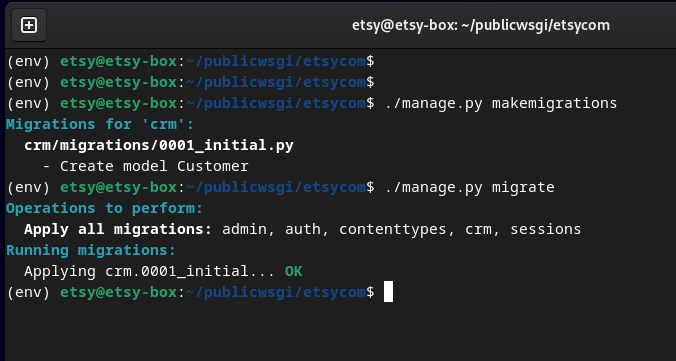 etsy@etsy-box: ~/publicwsgi/etsycom
(env) etsy@etsy-box:~/publicwsgi/etsycom$
(env) etsy@etsy-box:~/publicwsgi/etsycom$
(env) etsy@etsy-box:~/publicwsgi/etsycom$ ./manage.py makemigrations
Migrations for 'crm':
  crm/migrations/0001_initial.py
    - Create model Customer
(env) etsy@etsy-box:~/publicwsgi/etsycom$ ./manage.py migrate
Operations to perform:
  Apply all migrations: admin, auth, contenttypes, crm, sessions
Running migrations:
  Applying crm.0001_initial... OK
(env) etsy@etsy-box:~/publicwsgi/etsycom$